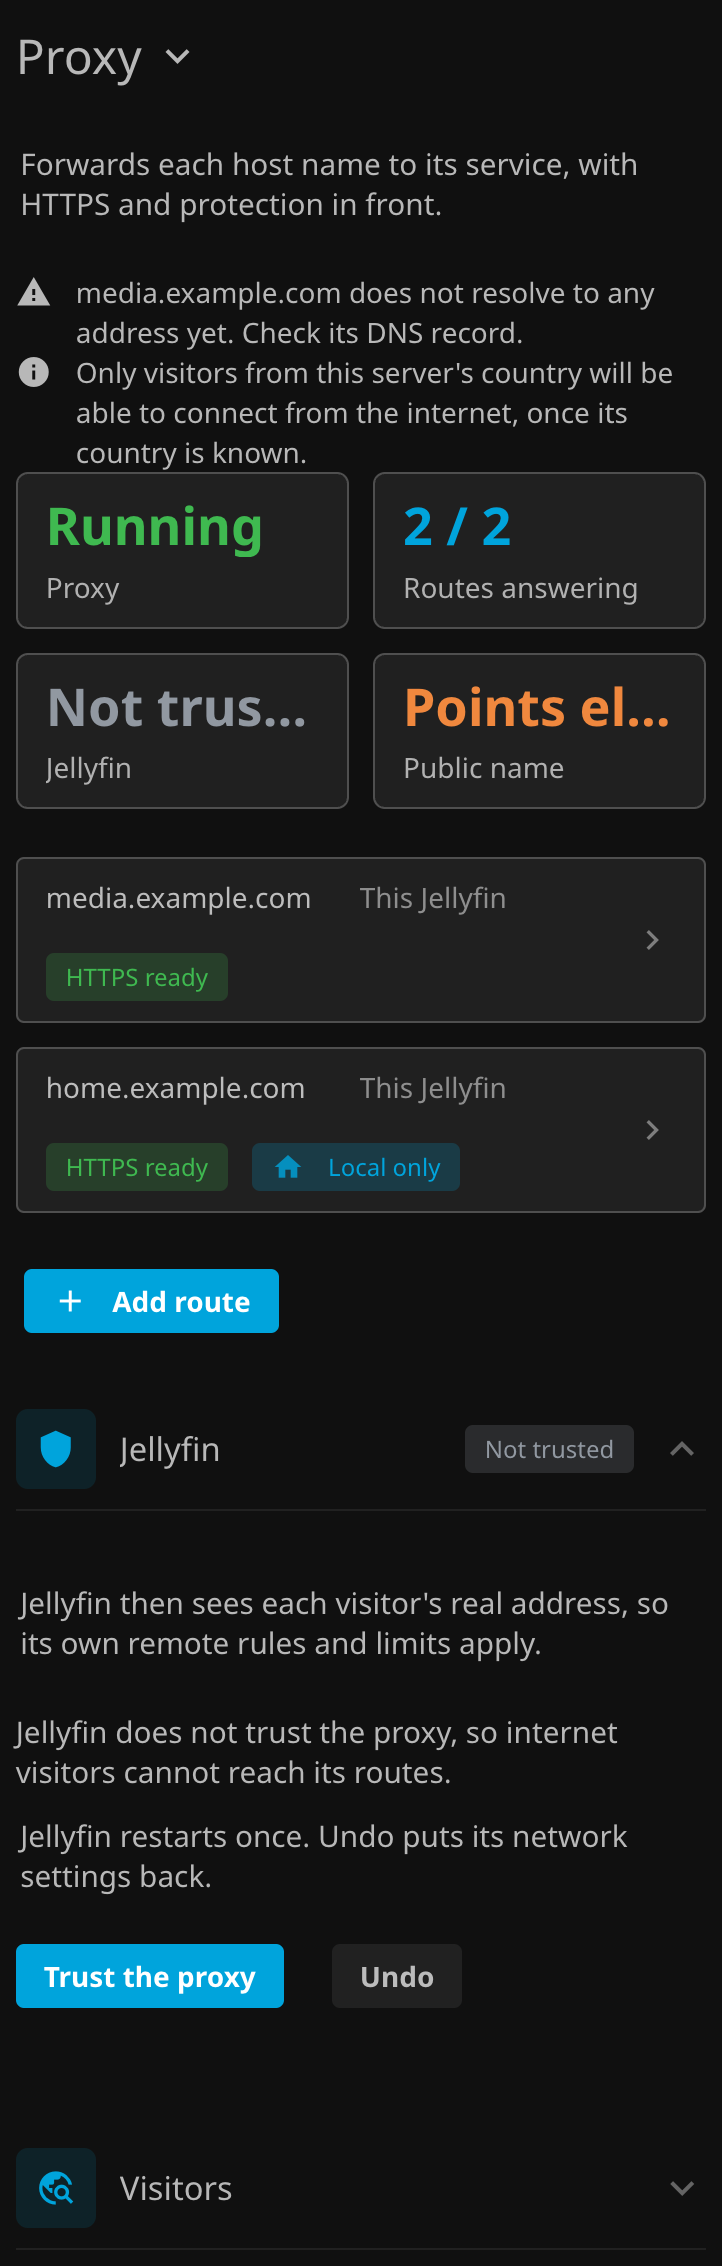 Proxy
Forwards each host name to its service, with
HTTPS and protection in front.
media.example.com does not resolve to any
address yet. Check its DNS record.
Only visitors from this server's country will be
able to connect from the internet, once its
country is known.
Running
Proxy
2 / 2
Routes answering
Not trus...
Jellyfin
Points el...
Public name
media.example.com This Jellyfin
HTTPS ready
home.example.com This Jellyfin
HTTPS ready Local only
Add route
Jellyfin Not trusted
Jellyfin then sees each visitor's real address, so
its own remote rules and limits apply.
Jellyfin does not trust the proxy, so internet
visitors cannot reach its routes.
Jellyfin restarts once. Undo puts its network
settings back.
Trust the proxy Undo
Visitors